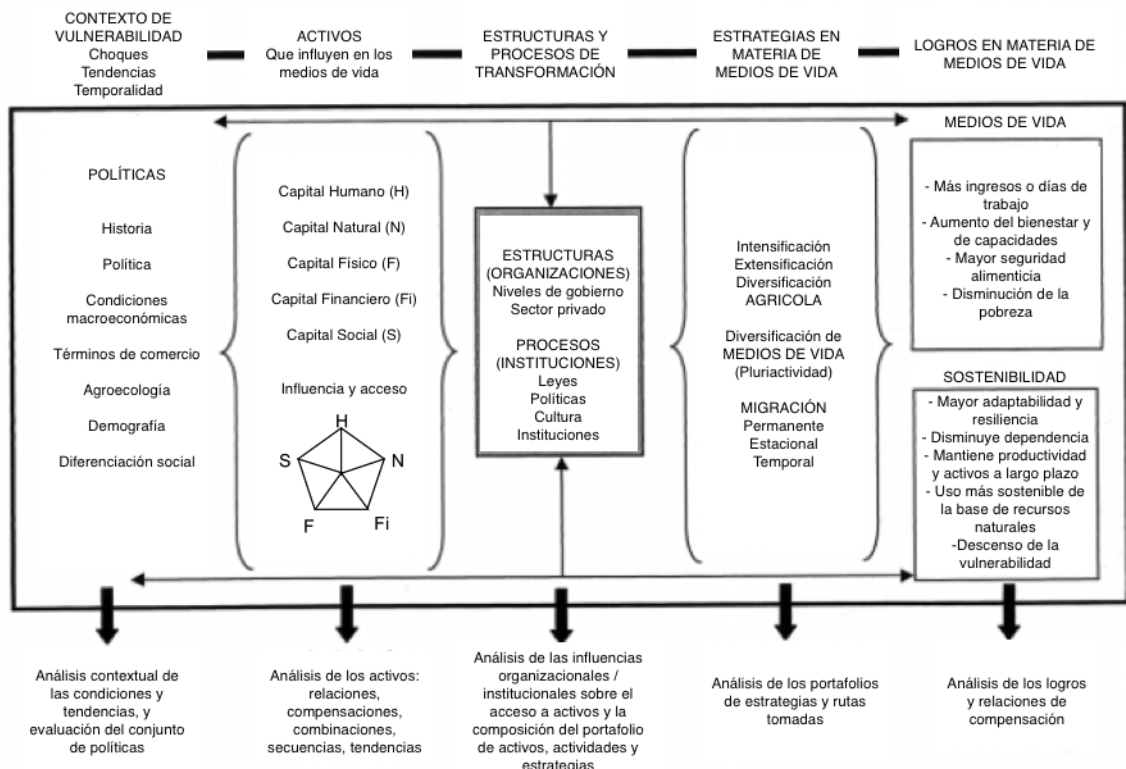 CONTEXTO DE
VULNERABILIDAD
Choques
Tendencias
Temporalidad
ACTIVOS
Que influyen en los
medios de vida
ESTRUCTURAS Y
PROCESOS DE
TRANSFORMACIÓN
ESTRATEGIAS EN
MATERIA DE
MEDIOS DE VIDA
LOGROS EN MATERIA DE
MEDIOS DE VIDA
POLÍTICAS
Historia
Política
Condiciones
macroeconómicas
Términos de comercio
Agroecología
Demografía
Diferenciación social
Capital Humano (H)
Capital Natural (N)
Capital Físico (F)
Capital Financiero (Fi)
Capital Social (S)
Influencia y acceso
H
S
N
F
Fi
ESTRUCTURAS
(ORGANIZACIONES)
Niveles de gobierno
Sector privado
PROCESOS
(INSTITUCIONES)
Leyes
Políticas
Cultura
Instituciones
Intensificación
Extensificación
Diversificación
AGRICOLA
Diversificación de
MEDIOS DE VIDA
(Pluriactividad)
MIGRACIÓN
Permanente
Estacional
Temporal
MEDIOS DE VIDA
- Más ingresos o días de
trabajo
- Aumento del bienestar y
de capacidades
- Mayor seguridad
alimenticia
- Disminución de la
pobreza
SOSTENIBILIDAD
- Mayor adaptabilidad y
resiliencia
- Disminuye dependencia
- Mantiene productividad
y activos a largo plazo
- Uso más sostenible de
la base de recursos
naturales
-Descenso de la
vulnerabilidad
Análisis contextual de
las condiciones y
tendencias, y
evaluación del conjunto
de políticas
Análisis de los activos:
relaciones,
compensaciones,
combinaciones,
secuencias, tendencias
Análisis de las influencias
organizacionales /
institucionales sobre el
acceso a activos y la
composición del portafolio
de activos, actividades y
estrategias
Análisis de los portafolios
de estrategias y rutas
tomadas
Análisis de los logros
y relaciones de
compensación